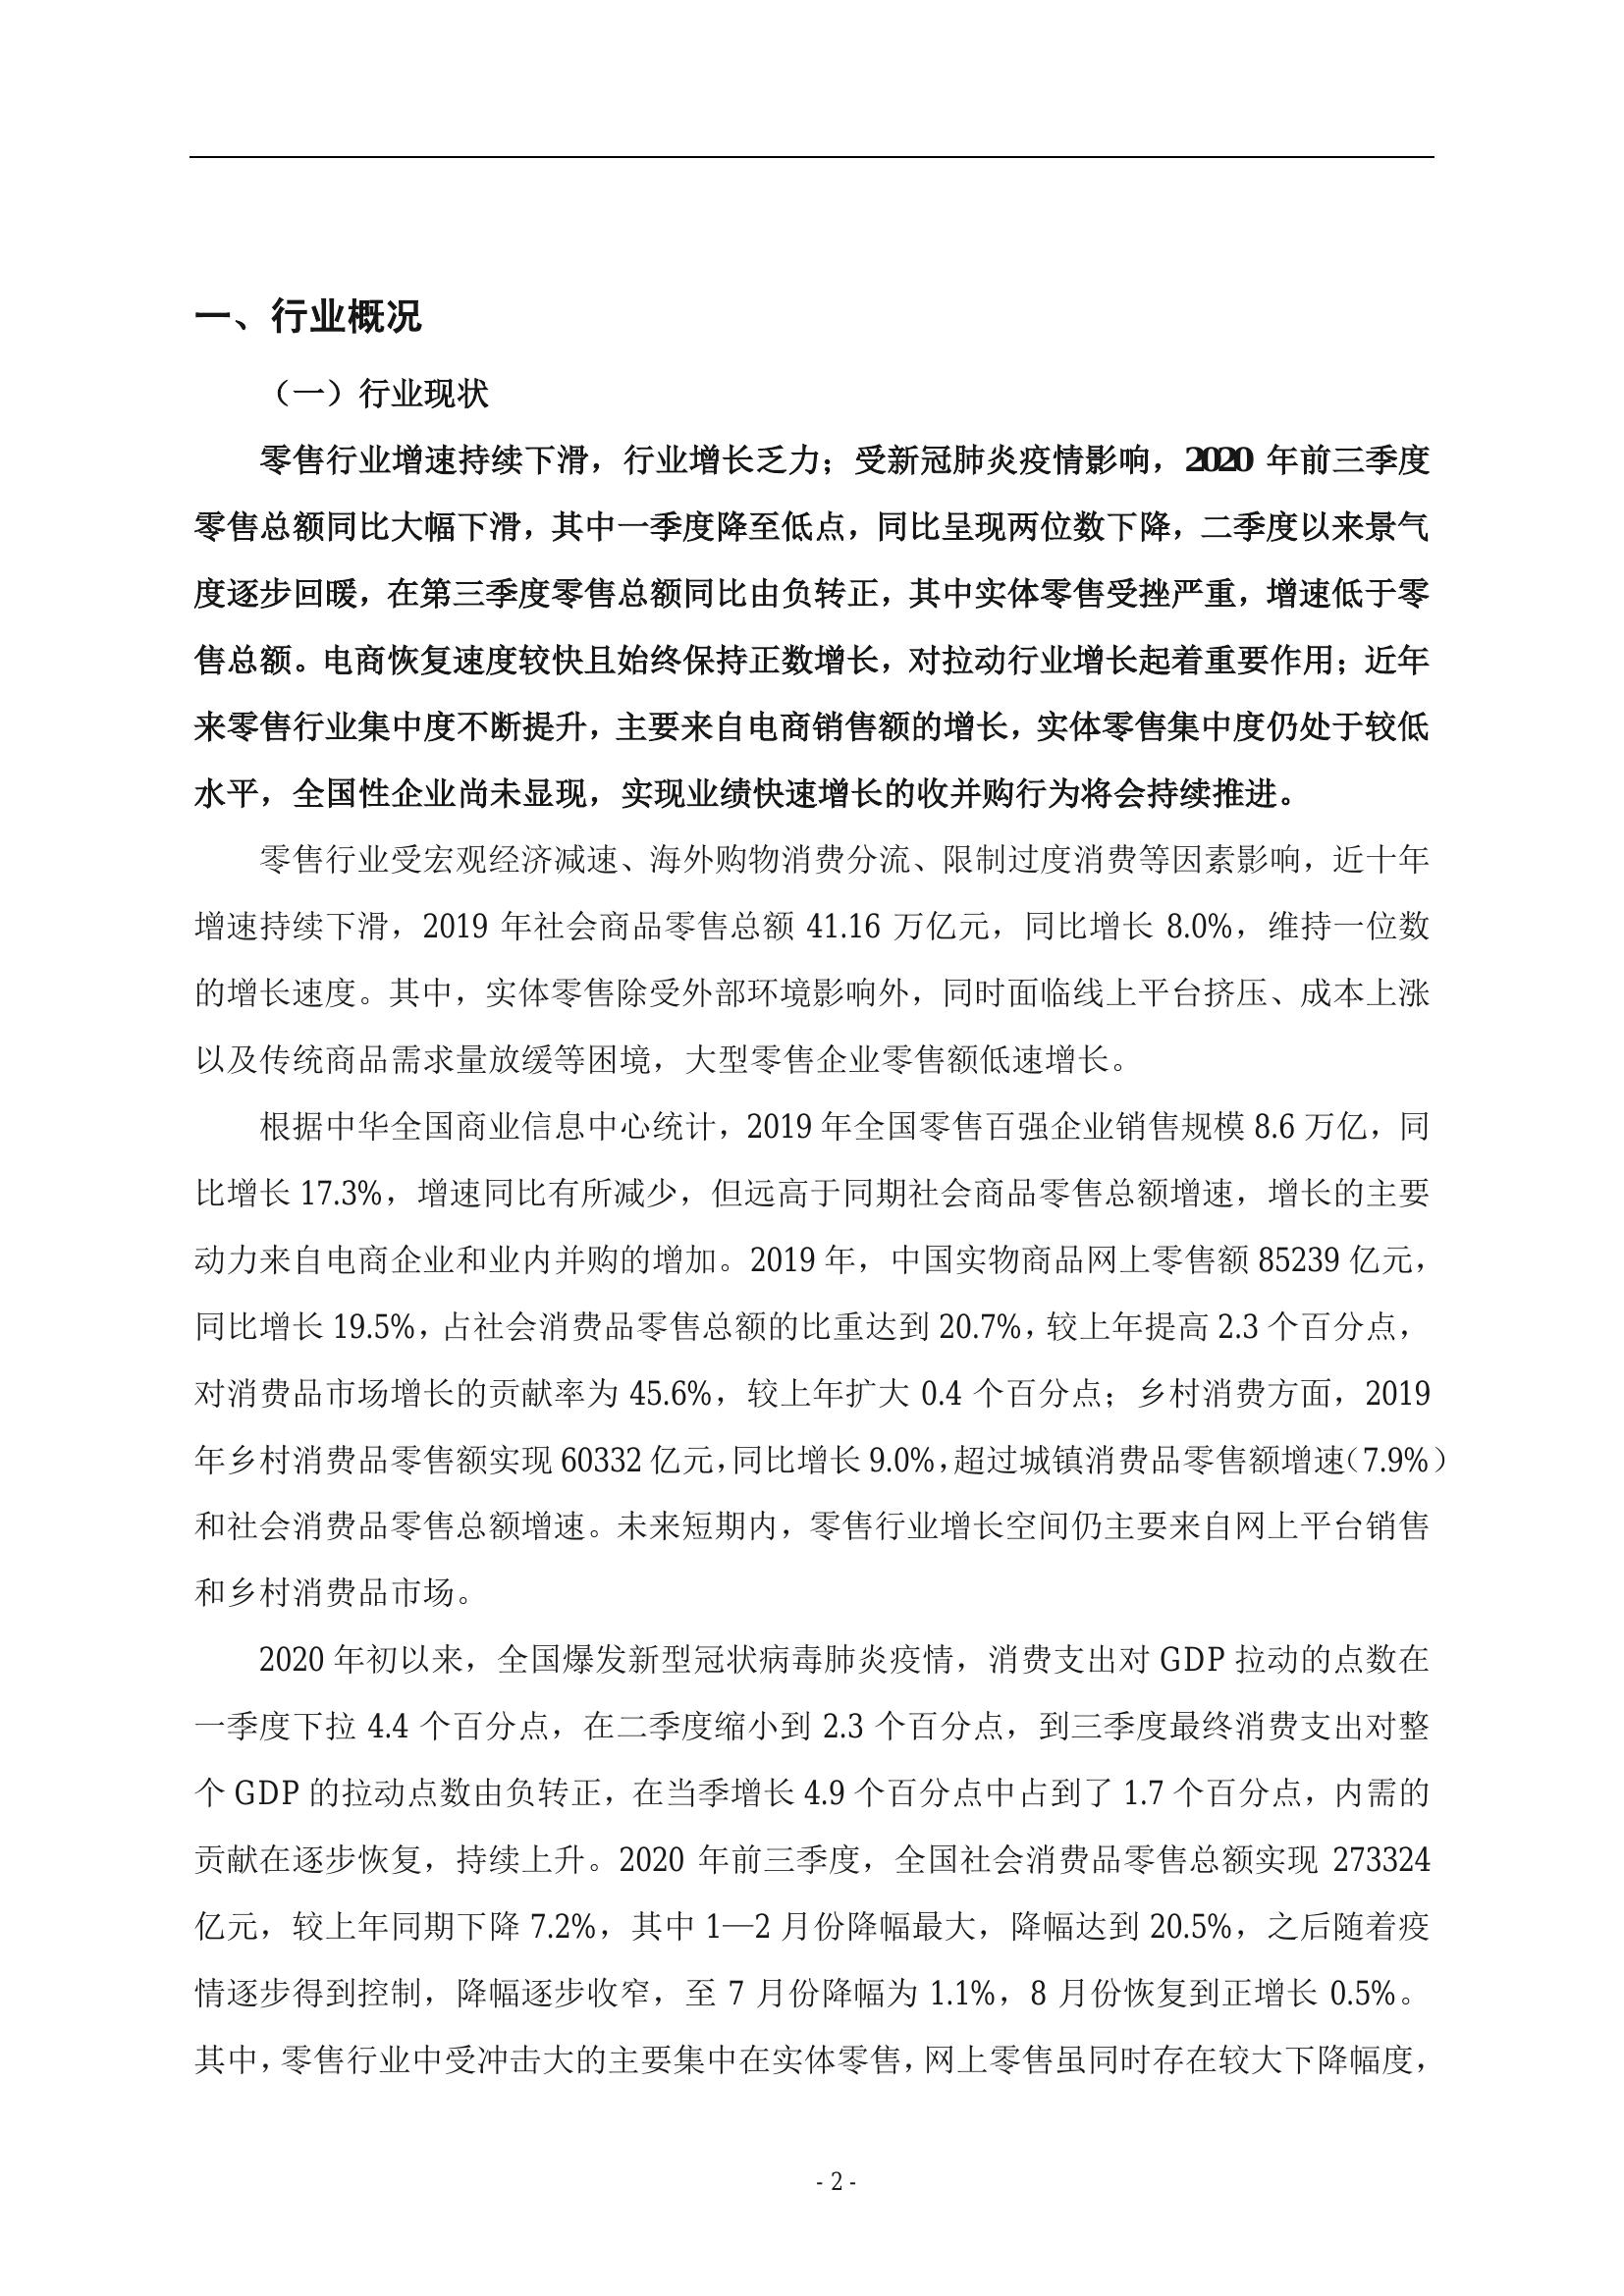 一、行业概况
（一）行业现状
零售行业增速持续下滑，行业增长乏力；受新冠肺炎疫情影响，2020 年前三季度
零售总额同比大幅下滑，其中一季度降至低点，同比呈现两位数下降，二季度以来景气
度逐步回暖，在第三季度零售总额同比由负转正，其中实体零售受挫严重，增速低于零
售总额。电商恢复速度较快且始终保持正数增长，对拉动行业增长起着重要作用；近年
来零售行业集中度不断提升，主要来自电商销售额的增长，实体零售集中度仍处于较低
水平，全国性企业尚未显现，实现业绩快速增长的收并购行为将会持续推进。
零售行业受宏观经济减速、海外购物消费分流、限制过度消费等因素影响，近十年
增速持续下滑，2019 年社会商品零售总额 41.16 万亿元，同比增长 8.0%，维持一位数
的增长速度。其中，实体零售除受外部环境影响外，同时面临线上平台挤压、成本上涨
以及传统商品需求量放缓等困境，大型零售企业零售额低速增长。
根据中华全国商业信息中心统计，2019 年全国零售百强企业销售规模 8.6 万亿，同
比增长 17.3%，增速同比有所减少，但远高于同期社会商品零售总额增速，增长的主要
动力来自电商企业和业内并购的增加。2019 年，中国实物商品网上零售额 85239 亿元，
同比增长 19.5%，占社会消费品零售总额的比重达到 20.7%，较上年提高 2.3 个百分点，
对消费品市场增长的贡献率为 45.6%，较上年扩大 0.4 个百分点；乡村消费方面，2019
年乡村消费品零售额实现 60332 亿元，同比增长 9.0%，超过城镇消费品零售额增速（7.9%）
和社会消费品零售总额增速。未来短期内，零售行业增长空间仍主要来自网上平台销售
和乡村消费品市场。
2020 年初以来，全国爆发新型冠状病毒肺炎疫情，消费支出对 GDP 拉动的点数在
一季度下拉 4.4 个百分点，在二季度缩小到 2.3 个百分点，到三季度最终消费支出对整
个 GDP 的拉动点数由负转正，在当季增长 4.9 个百分点中占到了 1.7 个百分点，内需的
贡献在逐步恢复，持续上升。2020 年前三季度，全国社会消费品零售总额实现 273324
亿元，较上年同期下降 7.2%，其中 1—2 月份降幅最大，降幅达到 20.5%，之后随着疫
情逐步得到控制，降幅逐步收窄，至 7 月份降幅为 1.1%，8 月份恢复到正增长 0.5%。
其中，零售行业中受冲击大的主要集中在实体零售，网上零售虽同时存在较大下降幅度，
- 2 -